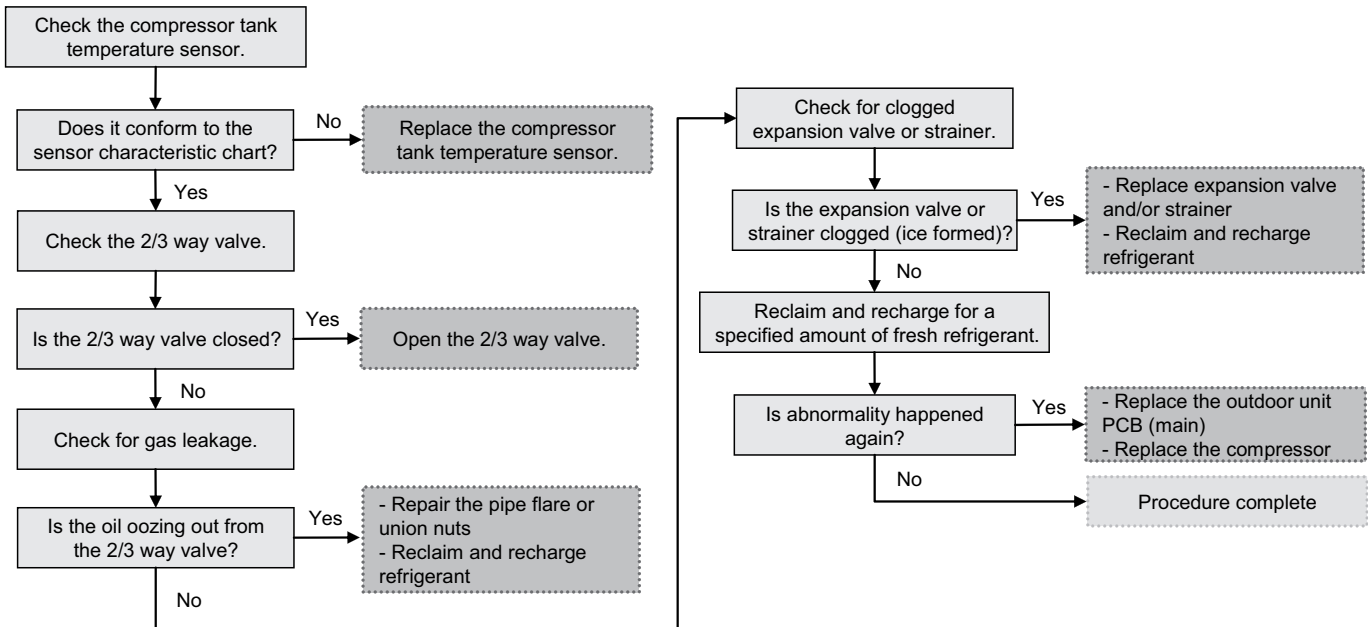 Check the compressor tank
temperature sensor.
Does it conform to the
sensor characteristic chart?
No
Replace the compressor
tank temperature sensor.
Yes
Check the 2/3 way valve.
Is the 2/3 way valve closed?
Yes
Open the 2/3 way valve.
No
Check for gas leakage.
Is the oil oozing out from
the 2/3 way valve?
Yes
- Repair the pipe flare or
union nuts
- Reclaim and recharge
refrigerant
No
Check for clogged
expansion valve or strainer.
Is the expansion valve or
strainer clogged (ice formed)?
Yes
- Replace expansion valve
and/or strainer
- Reclaim and recharge
refrigerant
No
Reclaim and recharge for a
specified amount of fresh refrigerant.
Is abnormality happened
again?
Yes
- Replace the outdoor unit
PCB (main)
- Replace the compressor
No
Procedure complete